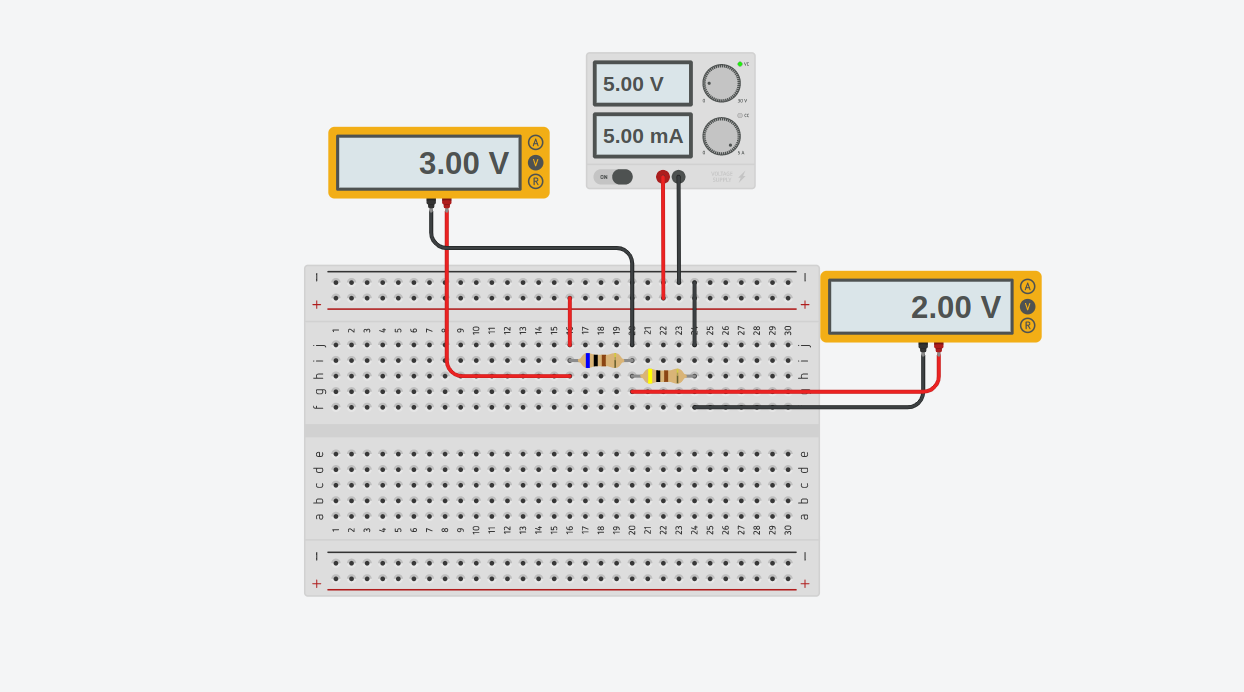 5.00 V
5.00 mA
ON
3.00 V
A
V
R
2.00 V
A
V
R
1 2 3 4 5 6 7 8 9 10 11 12 13 14 15 16 17 18 19 20 21 22 23 24 25 26 27 28 29 30
j j
i i
h h
g g
f f
e e
d d
c c
b b
a a
1 2 3 4 5 6 7 8 9 10 11 12 13 14 15 16 17 18 19 20 21 22 23 24 25 26 27 28 29 30